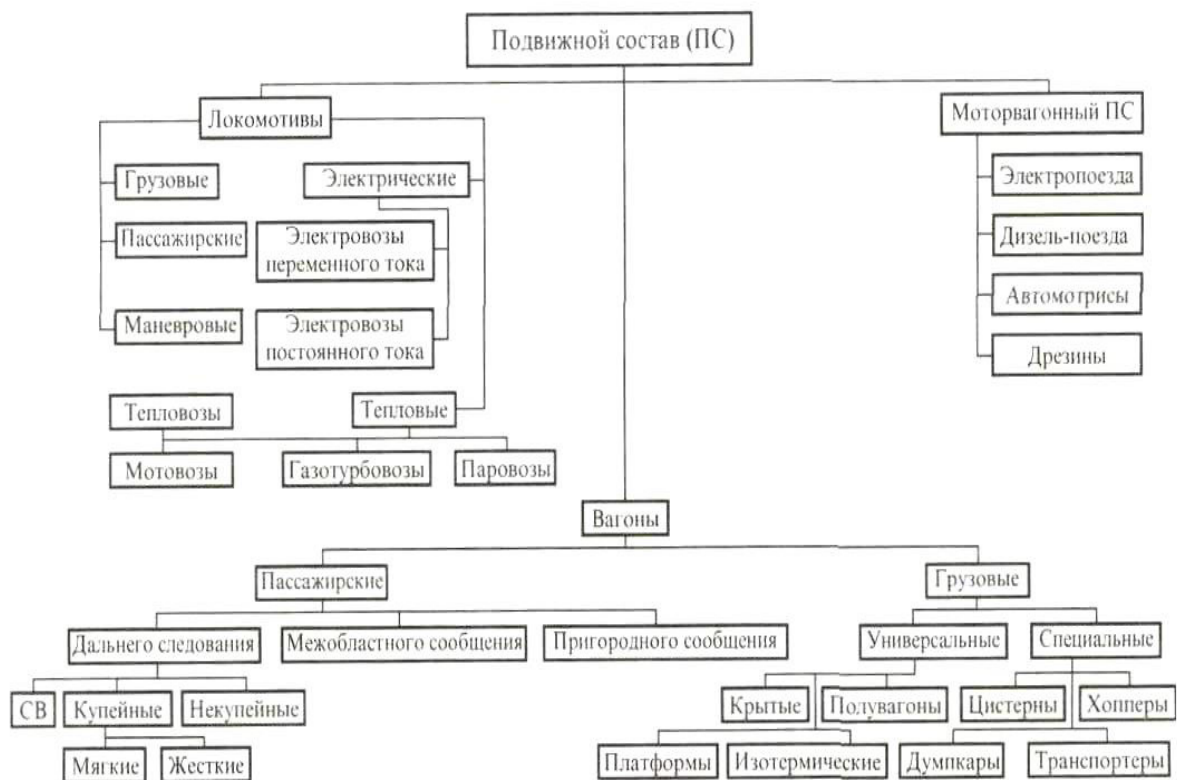 Подвижной состав (ПС)
Локомотивы
Моторвагонный ПС
Грузовые
Электрические
Электропоезда
Пассажирские
Электровозы
переменного тока
Дизель-поезда
Автомотрисы
Маневровые
Электровозы
постоянного тока
Дрезины
Тепловозы
Тепловые
Мотовозы
Газотурбовозы
Паровозы
Вагоны
Пассажирские
Грузовые
Дальнего следования
Межобластного сообщения
Пригородного сообщения
Универсальные
Специальные
СВ
Купейные
Некупейные
Крытые
Полувагоны
Цистерны
Хопперы
Мягкие
Жесткие
Платформы
Изотермические
Думпкары
Транспортеры